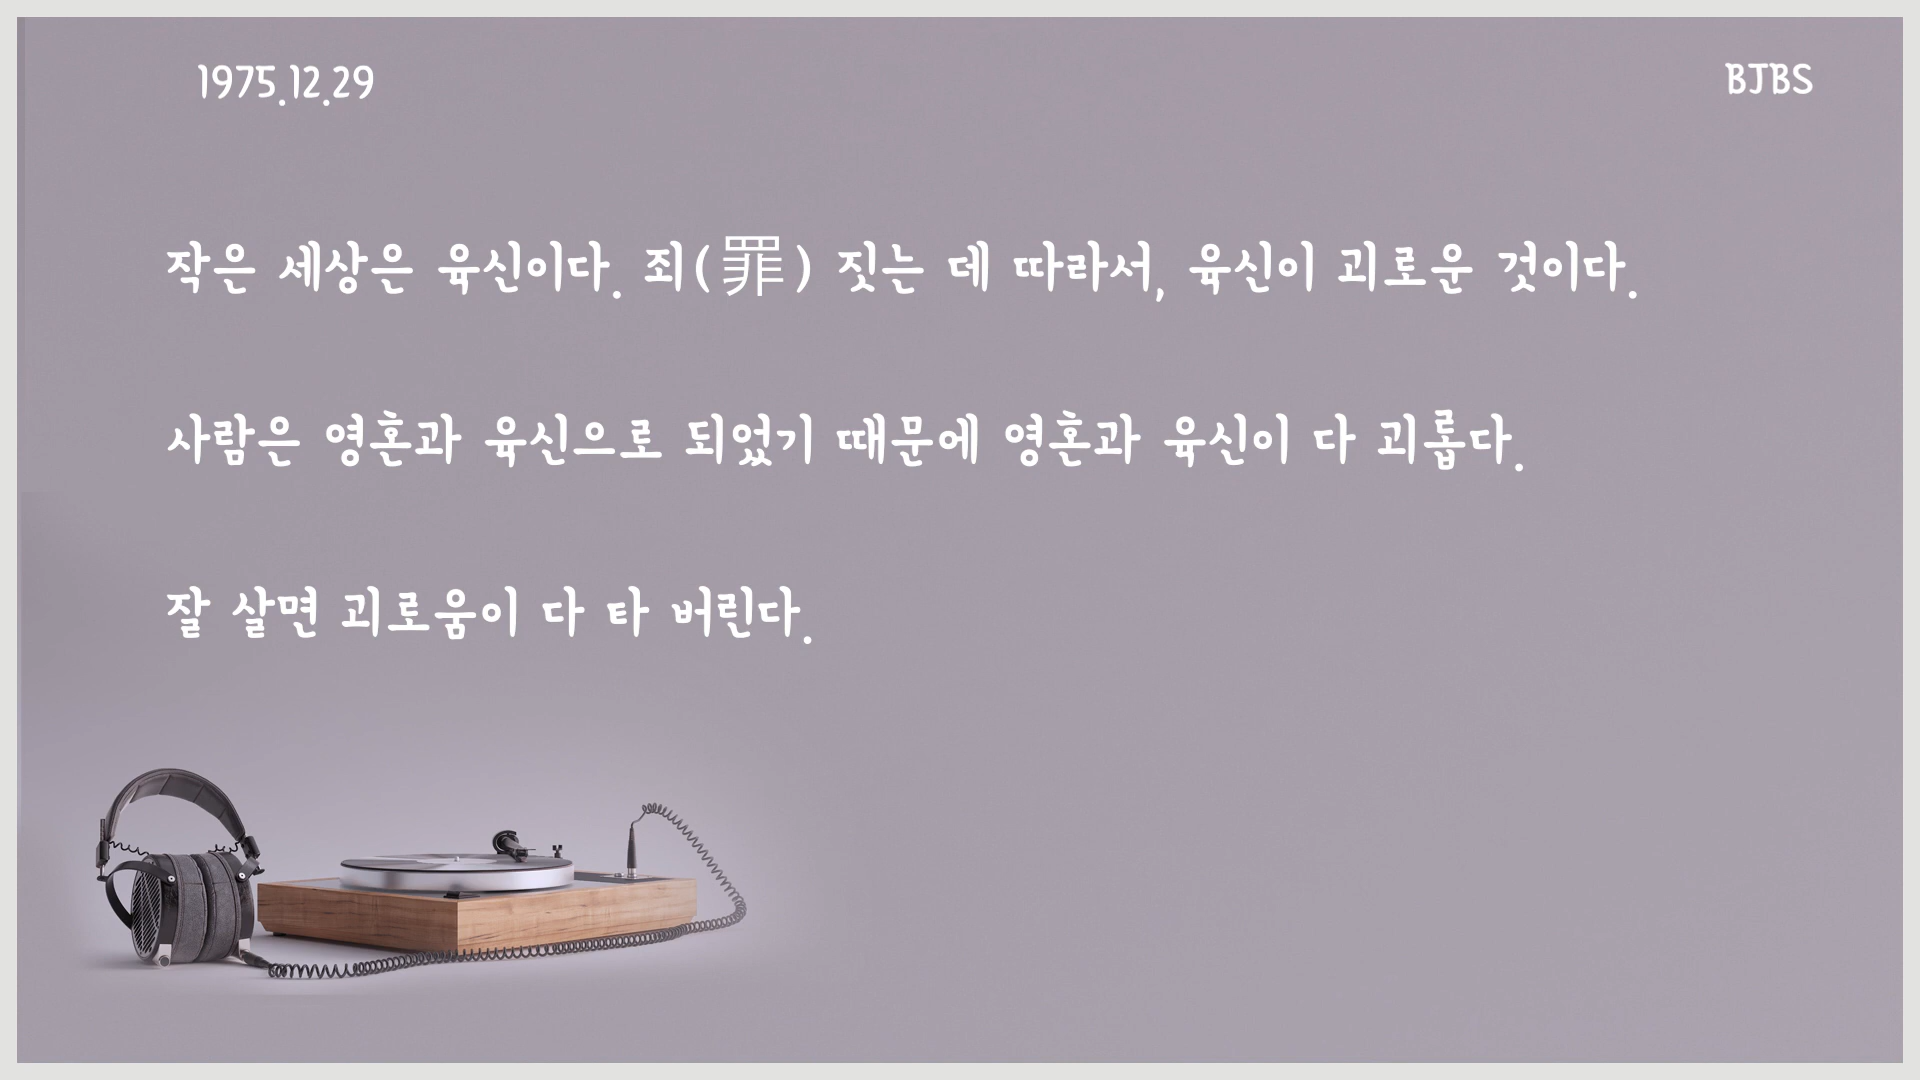 1975.12.29
BJBS
작은 세상은 육신이다. 죄(罪) 짓는 데 따라서, 육신이 괴로운 것이다.
사람은 영혼과 육신으로 되었기 때문에 영혼과 육신이 다 괴롭다.
잘 살면 괴로움이 다 타 버린다.